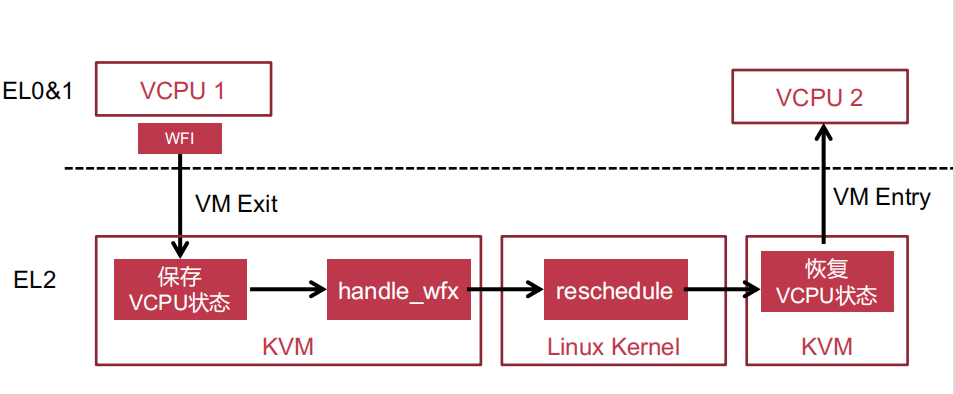 EL0&1
VCPU 1
VCPU 2
WFI
VM Exit
VM Entry
EL2
保存
VCPU状态
handle_wfx
reschedule
恢复
VCPU状态
KVM
Linux Kernel
KVM